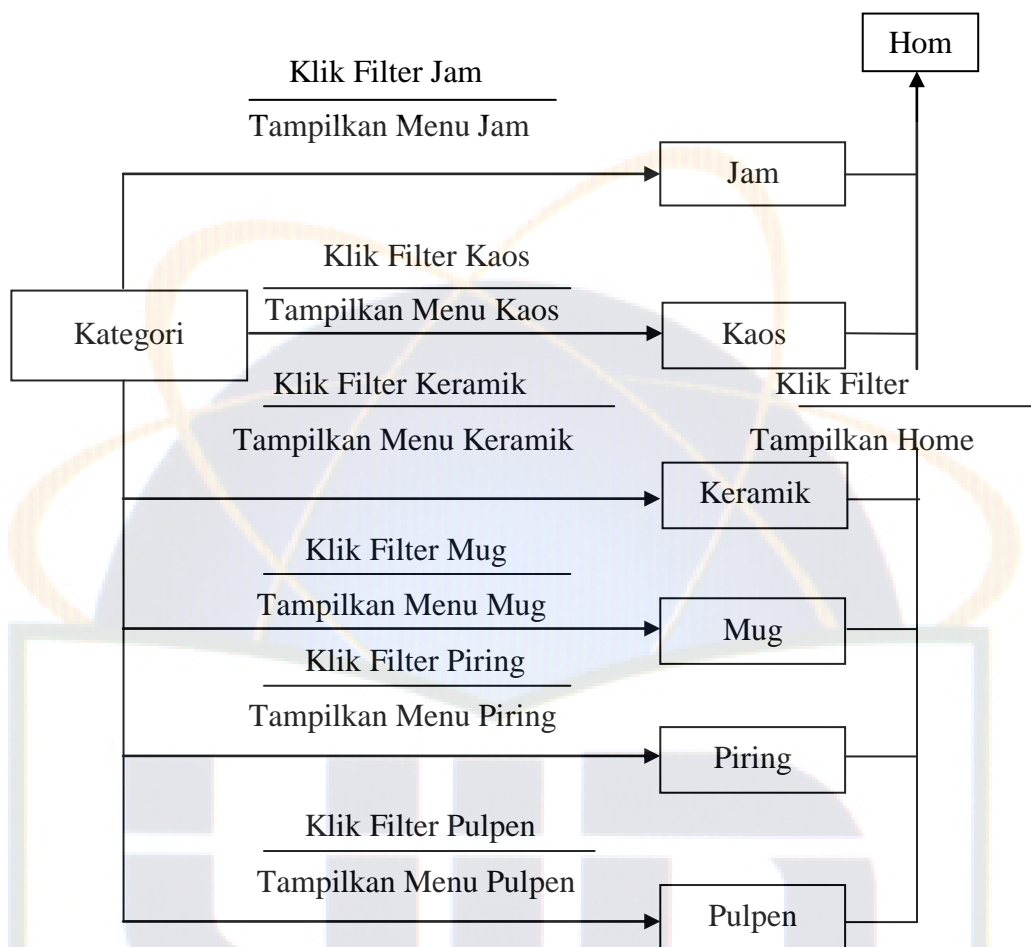 Hom
Klik Filter Jam
Tampilkan Menu Jam
Jam
Klik Filter Kaos
Tampilkan Menu Kaos
Kategori
Kaos
Klik Filter Keramik
Klik Filter
Tampilkan Menu Keramik
Tampilkan Home
Keramik
Klik Filter Mug
Tampilkan Menu Mug
Mug
Klik Filter Piring
Tampilkan Menu Piring
Piring
Klik Filter Pulpen
Tampilkan Menu Pulpen
Pulpen